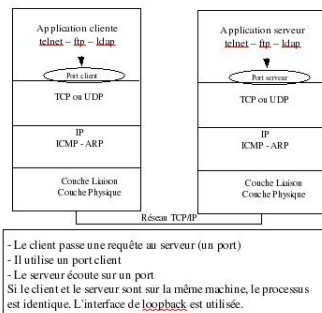 Application cliente
telnet – ftp – ldap
Port client
TCP ou UDP
IP
ICMP - ARP
Couche Liaison
Couche Physique
Application serveur
telnet – ftp – ldap
Port serveur
TCP ou UDP
IP
ICMP - ARP
Couche Liaison
Couche Physique
Réseau TCP/IP
- Le client passe une requête au serveur (un port)
- Il utilise un port client
- Le serveur écoute sur un port
Si le client et le serveur sont sur la même machine, le processus
est identique. L'interface de loopback est utilisée.